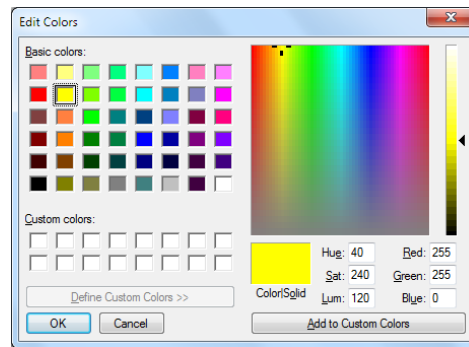 Edit Colors
Basic colors:
Custom colors:
Define Custom Colors >>
OK Cancel
Color|Solid
Hue: 40 Red: 255
Sat: 240 Green: 255
Lum: 120 Blue: 0
Add to Custom Colors